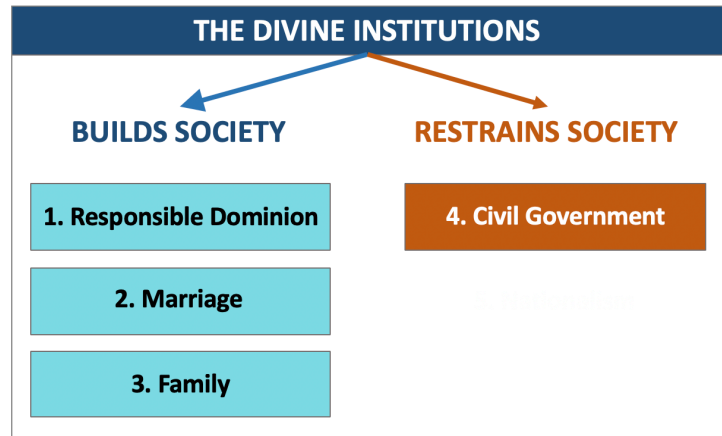 THE DIVINE INSTITUTIONS
BUILDS SOCIETY
RESTRAINS SOCIETY
1. Responsible Dominion
4. Civil Government
2. Marriage
3. Family